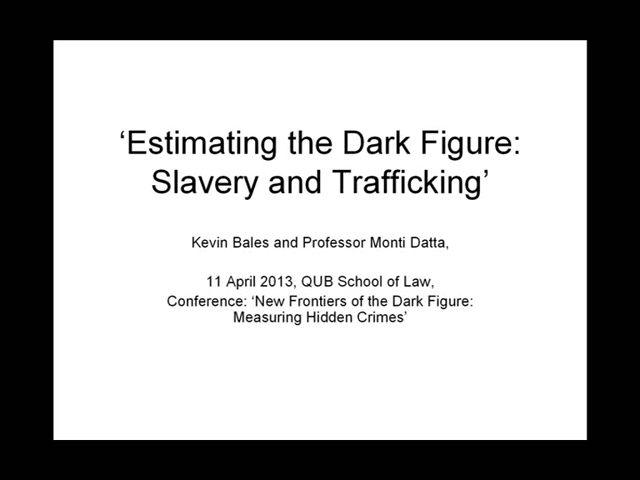 ‘Estimating the Dark Figure:
Slavery and Trafficking’
Kevin Bales and Professor Monti Datta,
11 April 2013, QUB School of Law,
Conference: ‘New Frontiers of the Dark Figure:
Measuring Hidden Crimes’